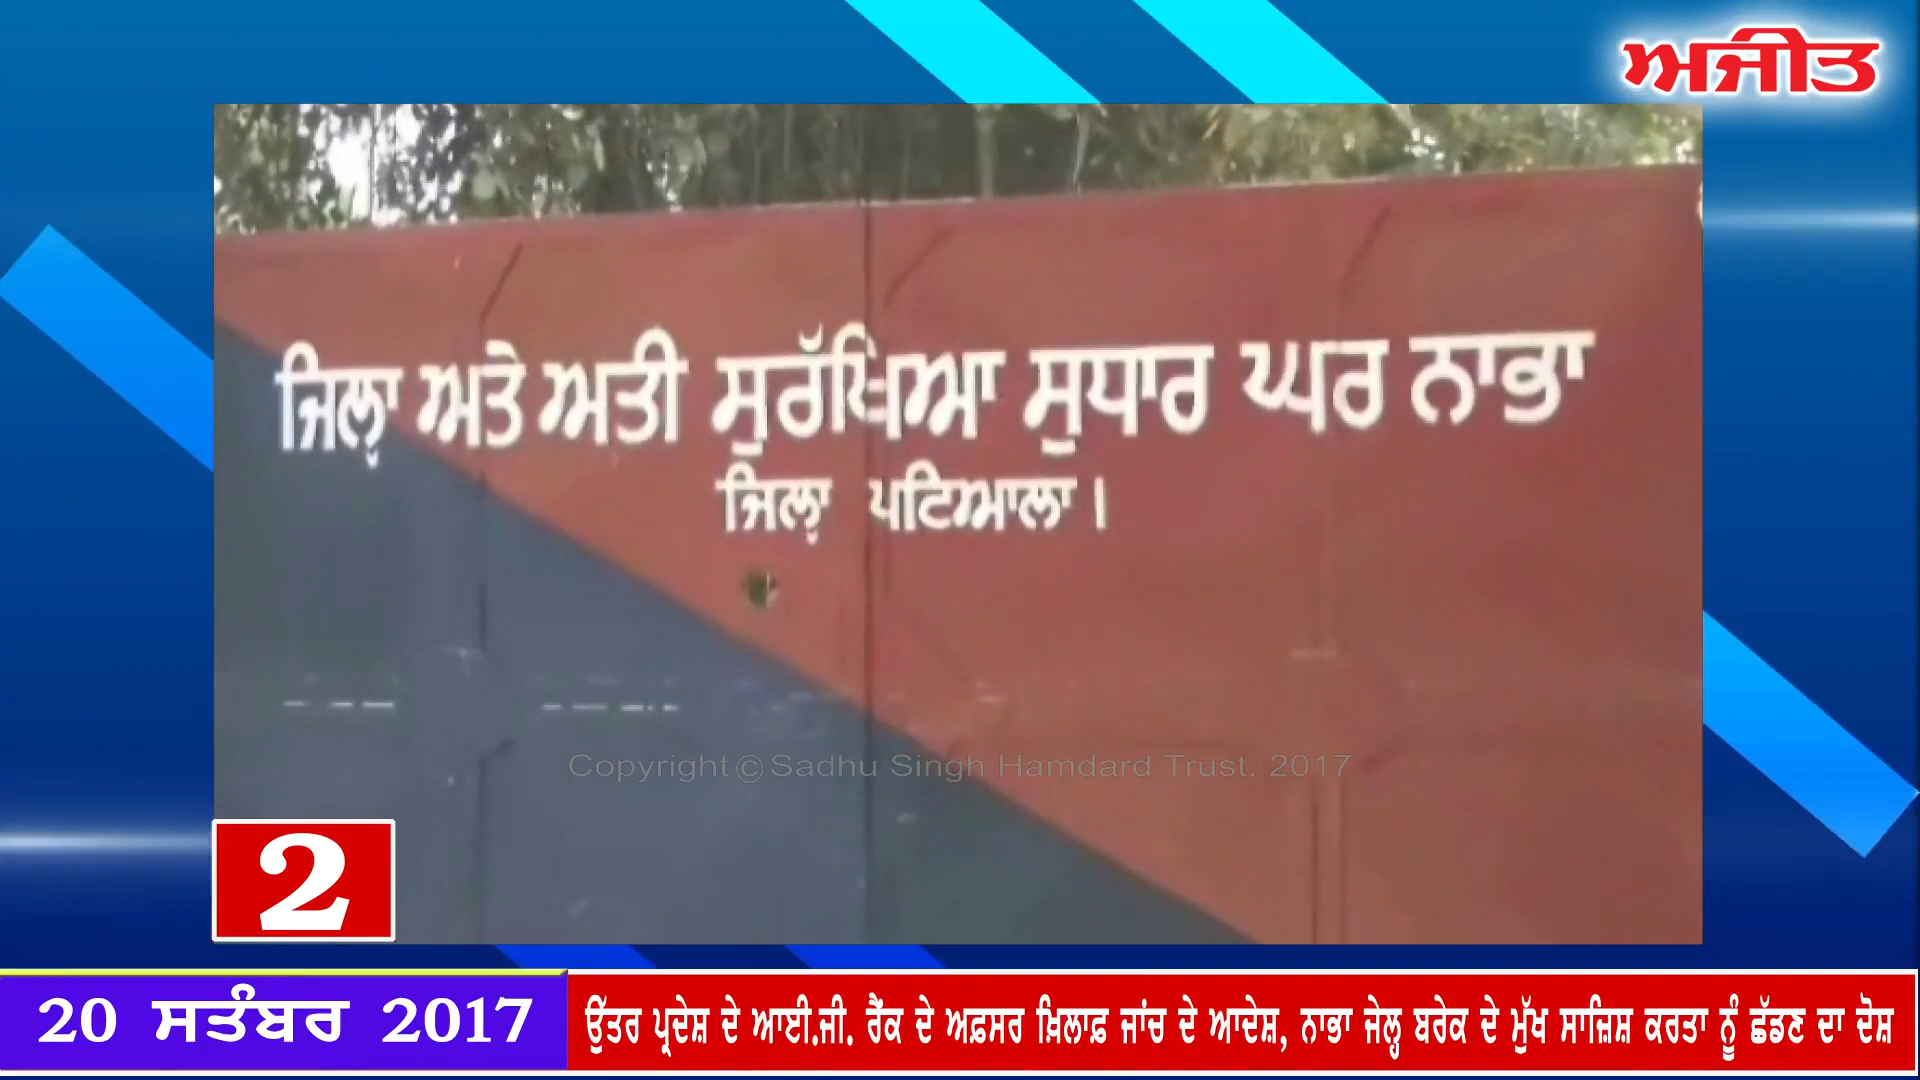 ਅਜੀਤ
ਜਿਲ੍ਹਾ ਅਤੇ ਅਤੀ ਸੁਰੱਖਿਆ ਸੁਧਾਰ ਘਰ ਨਾਭਾ
ਜਿਲ੍ਹਾ ਪਟਿਆਲਾ।
Copyright © Sadhu Singh Hamdard Trust, 2017
2
20 ਸਤੰਬਰ 2017
ਉੱਤਰ ਪ੍ਰਦੇਸ਼ ਦੇ ਆਈ.ਜੀ. ਰੈਂਕ ਦੇ ਅਫ਼ਸਰ ਖ਼ਿਲਾਫ਼ ਜਾਂਚ ਦੇ ਆਦੇਸ਼, ਨਾਭਾ ਜੇਲ੍ਹ ਬਰੇਕ ਦੇ ਮੁੱਖ ਸਾਜ਼ਿਸ਼ ਕਰਤਾ ਨੂੰ ਛੱਡਣ ਦਾ ਦੋਸ਼